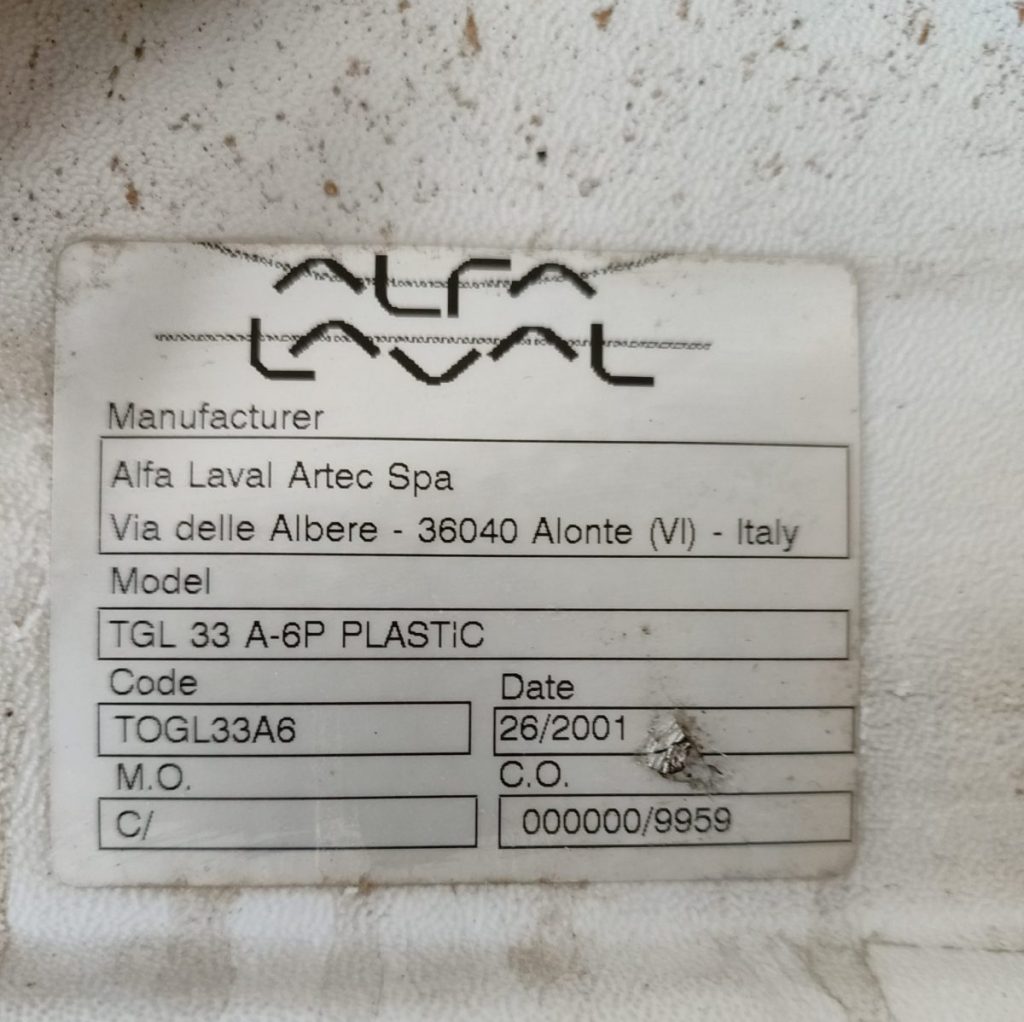 ALFA
LAVAL
Manufacturer
Alfa Laval Artec Spa
Via delle Albere - 36040 Alonte (VI) - Italy
Model
TGL 33 A-6P PLASTiC
Code Date
TOGL33A6 26/2001
M.O. C.O.
C/ 000000/9959